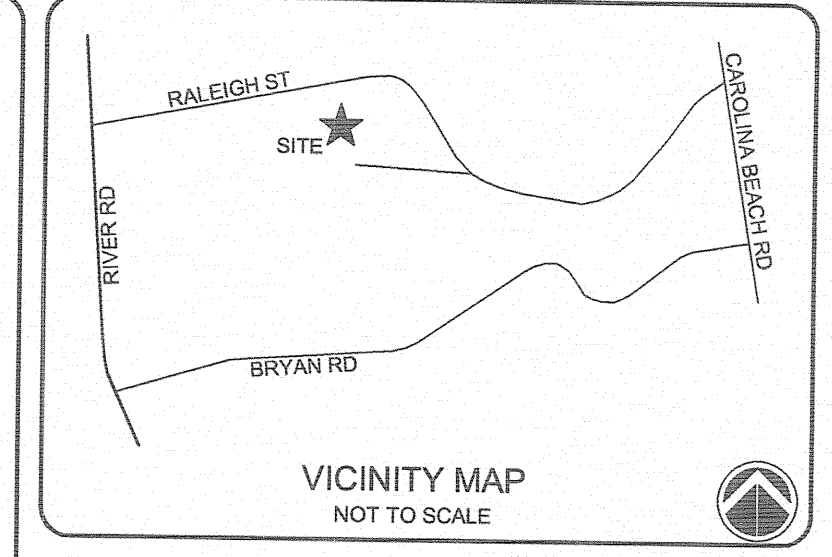 RALEIGH ST
SITE
CAROLINA BEACH RD
RIVER RD
BRYAN RD
VICINITY MAP
NOT TO SCALE